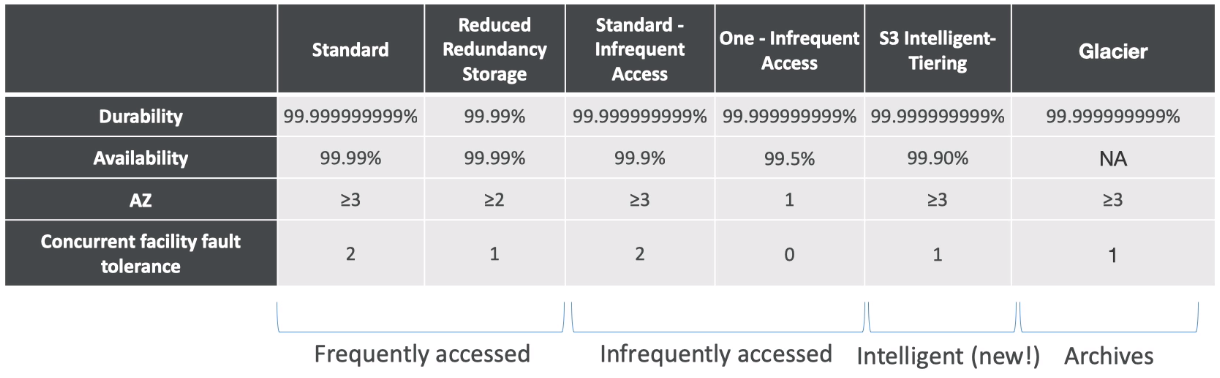 Standard
Reduced Redundancy Storage
Standard - Infrequent Access
One - Infrequent Access
S3 Intelligent-Tiering
Glacier
Durability 99.999999999% 99.99% 99.999999999% 99.999999999% 99.999999999% 99.999999999%
Availability 99.99% 99.99% 99.9% 99.5% 99.90% NA
AZ ≥3 ≥2 ≥3 1 ≥3 ≥3
Concurrent facility fault tolerance 2 1 2 0 1 1
Frequently accessed Infrequently accessed Intelligent (new!) Archives